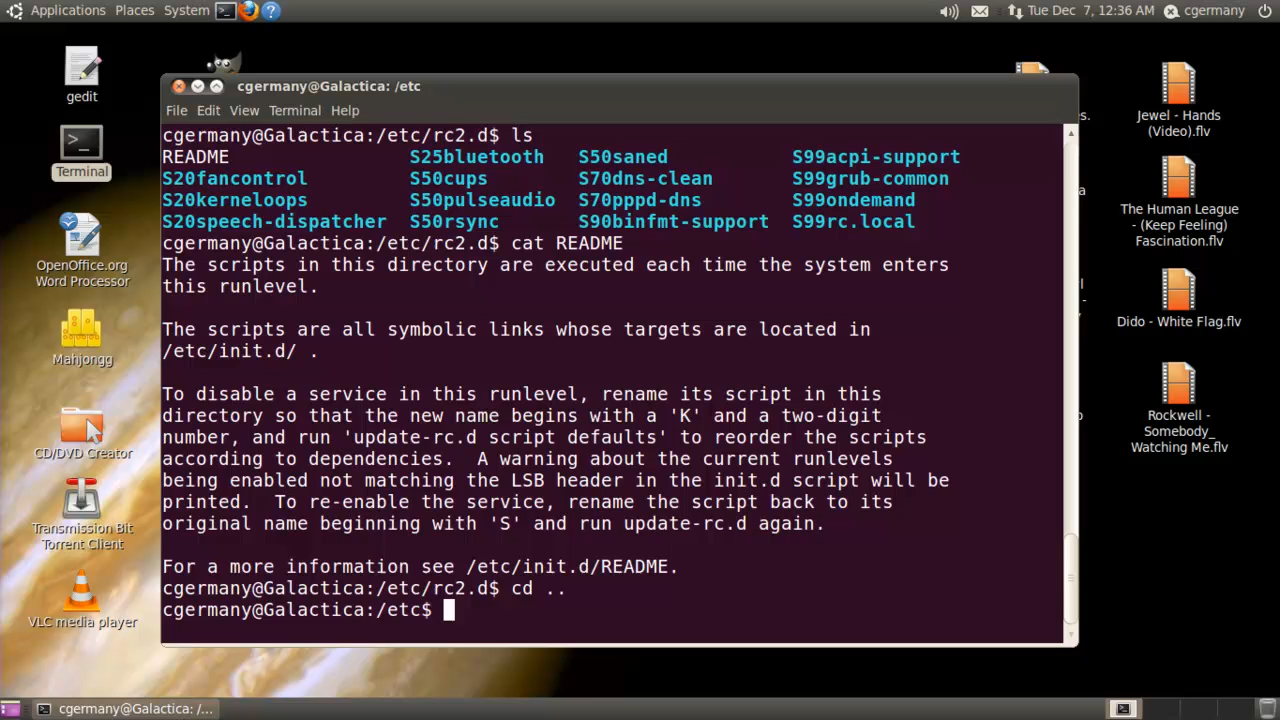 Applications Places System
Tue Dec 7, 12:36 AM cgermany
gedit
Terminal
OpenOffice.org
Word Processor
Mahjongg
CD/DVD Creator
Transmission Bit
Torrent Client
VLC media player
cgermany@Galactica: /etc
File Edit View Terminal Help
cgermany@Galactica:/etc/rc2.d$ ls
README S25bluetooth S50saned S99acpi-support
S20fancontrol S50cups S70dns-clean S99grub-common
S20kerneloops S50pulseaudio S70pppd-dns S99ondemand
S20speech-dispatcher S50rsync S90binfmt-support S99rc.local
cgermany@Galactica:/etc/rc2.d$ cat README
The scripts in this directory are executed each time the system enters
this runlevel.
The scripts are all symbolic links whose targets are located in
/etc/init.d/ .
To disable a service in this runlevel, rename its script in this
directory so that the new name begins with a 'K' and a two-digit
number, and run 'update-rc.d script defaults' to reorder the scripts
according to dependencies.  A warning about the current runlevels
being enabled not matching the LSB header in the init.d script will be
printed.  To re-enable the service, rename the script back to its
original name beginning with 'S' and run update-rc.d again.
For a more information see /etc/init.d/README.
cgermany@Galactica:/etc/rc2.d$ cd ..
cgermany@Galactica:/etc$
Jewel - Hands
(Video).flv
The Human League
- (Keep Feeling)
Fascination.flv
Dido - White Flag.flv
Rockwell -
Somebody_
Watching Me.flv
cgermany@Galactica: /...